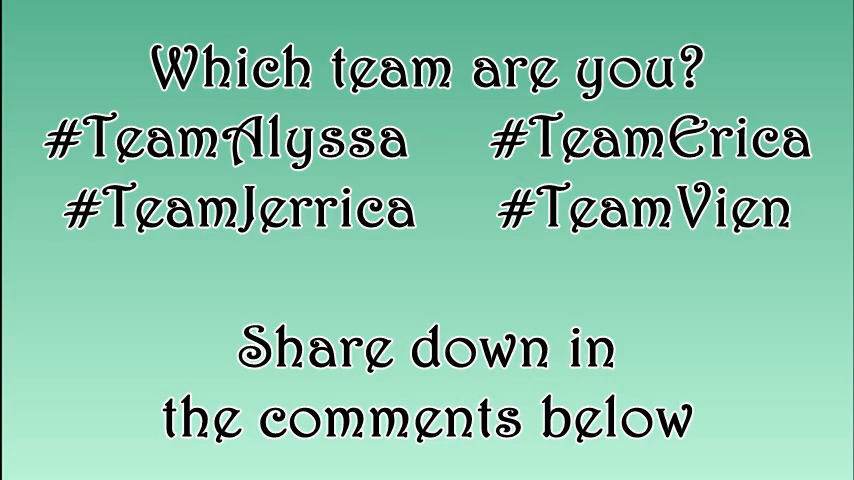 Which team are you?
#TeamAlyssa #TeamErica
#TeamJerrica #TeamVien
Share down in
the comments below